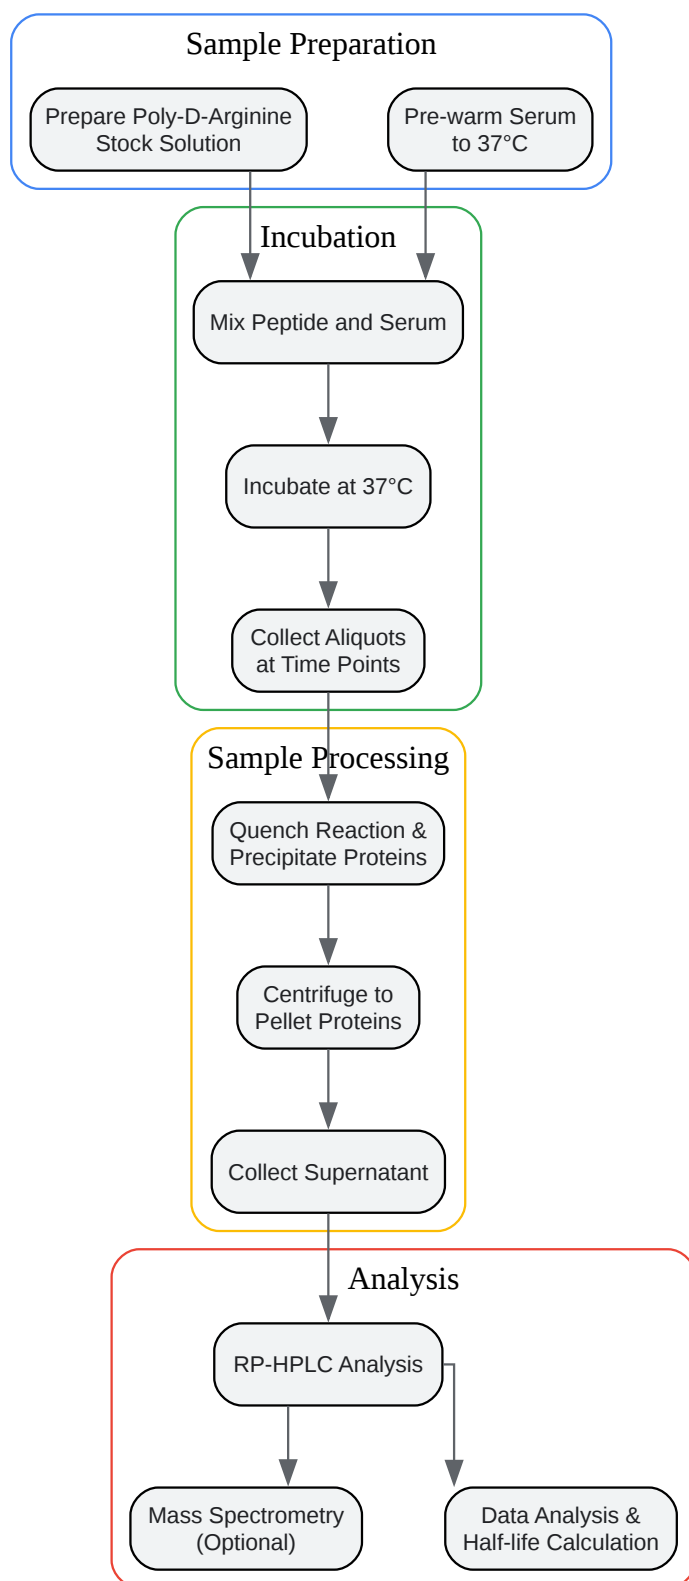 Sample Preparation
Prepare Poly-D-Arginine
Stock Solution
Pre-warm Serum
to 37°C
Incubation
Mix Peptide and Serum
Incubate at 37°C
Collect Aliquots
at Time Points
Sample Processing
Quench Reaction &
Precipitate Proteins
Centrifuge to
Pellet Proteins
Collect Supernatant
Analysis
RP-HPLC Analysis
Mass Spectrometry
(Optional)
Data Analysis &
Half-life Calculation